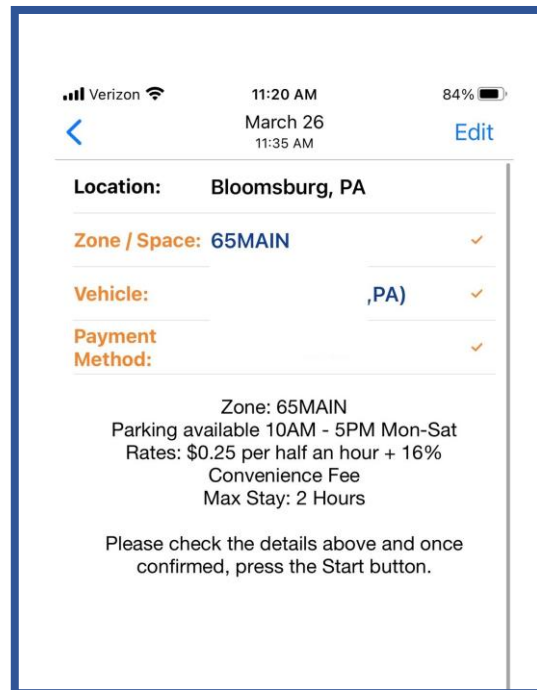 Verizon 11:20 AM 84%
March 26
11:35 AM
Edit
Location: Bloomsburg, PA
Zone / Space: 65MAIN
Vehicle: ,PA)
Payment
Method:
Zone: 65MAIN
Parking available 10AM - 5PM Mon-Sat
Rates: $0.25 per half an hour + 16%
Convenience Fee
Max Stay: 2 Hours
Please check the details above and once
confirmed, press the Start button.